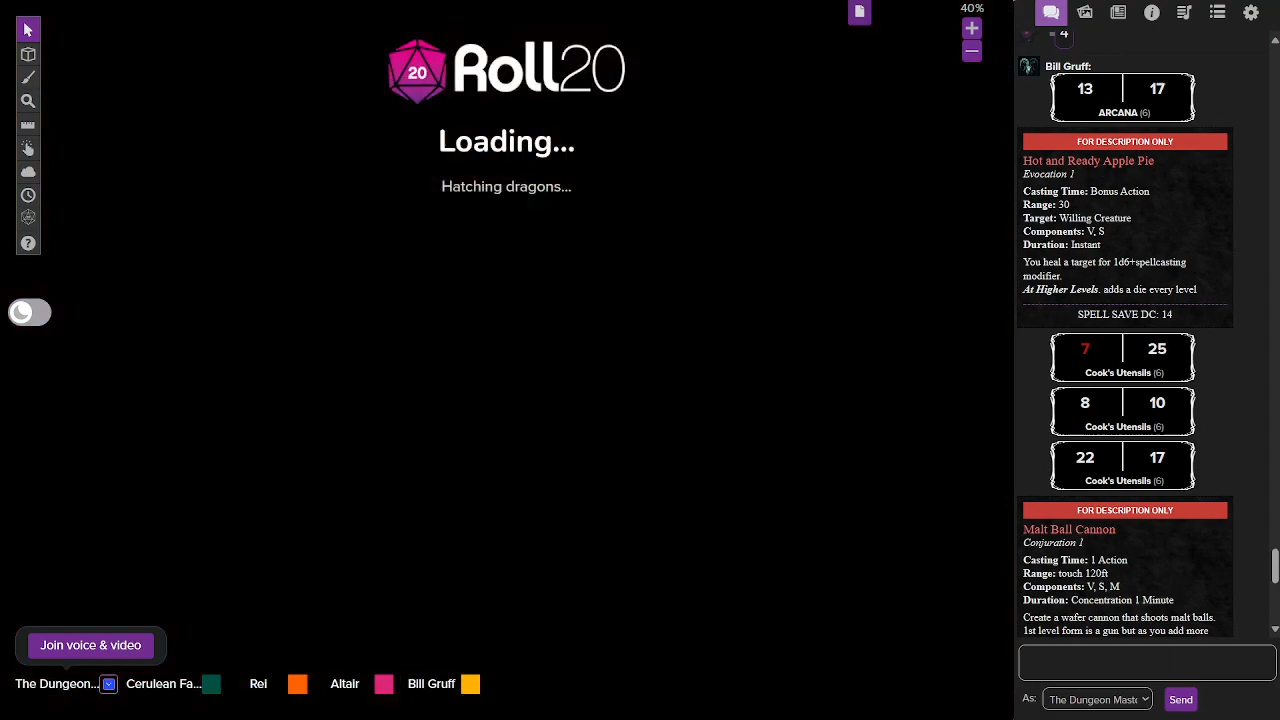 40%
20 Roll20
Loading...
Hatching dragons...
Join voice & video
The Dungeon...
Cerulean Fa...
Rel
Altair
Bill Gruff
= 4
Bill Gruff:
13 17
ARCANA (6)
FOR DESCRIPTION ONLY
Hot and Ready Apple Pie
Evocation 1
Casting Time: Bonus Action
Range: 30
Target: Willing Creature
Components: V, S
Duration: Instant
You heal a target for 1d6+spellcasting
modifier.
At Higher Levels. adds a die every level
SPELL SAVE DC: 14
7 25
Cook's Utensils (6)
8 10
Cook's Utensils (6)
22 17
Cook's Utensils (6)
FOR DESCRIPTION ONLY
Malt Ball Cannon
Conjuration 1
Casting Time: 1 Action
Range: touch 120ft
Components: V, S, M
Duration: Concentration 1 Minute
Create a wafer cannon that shoots malt balls.
1st level form is a gun but as you add more
As: The Dungeon Maste
Send